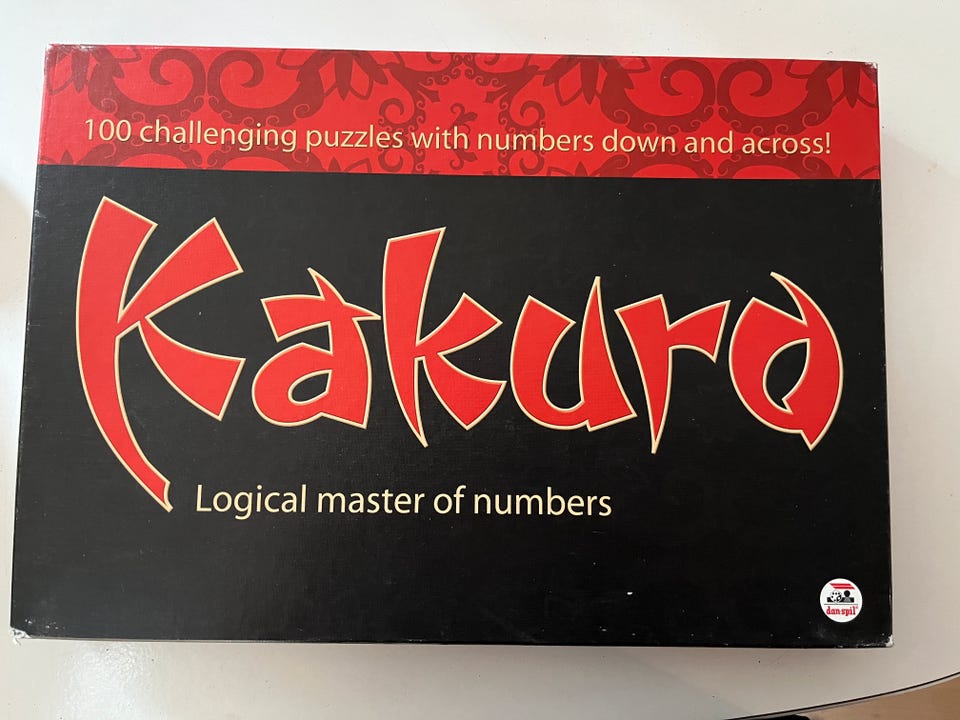 100 challenging puzzles with numbers down and across!
Kakuro
Logical master of numbers
dan-spil